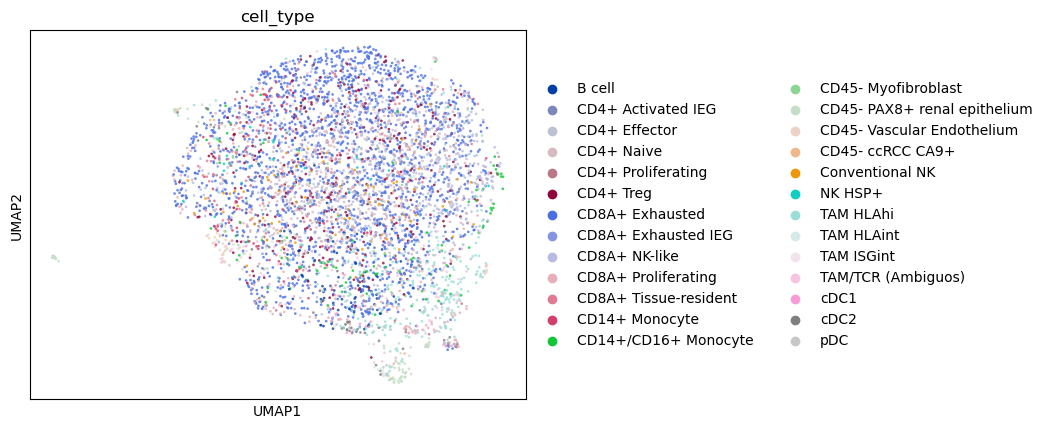 cell_type
UMAP2
UMAP1
B cell
CD4+ Activated IEG
CD4+ Effector
CD4+ Naive
CD4+ Proliferating
CD4+ Treg
CD8A+ Exhausted
CD8A+ Exhausted IEG
CD8A+ NK-like
CD8A+ Proliferating
CD8A+ Tissue-resident
CD14+ Monocyte
CD14+/CD16+ Monocyte
CD45- Myofibroblast
CD45- PAX8+ renal epithelium
CD45- Vascular Endothelium
CD45- ccRCC CA9+
Conventional NK
NK HSP+
TAM HLAhi
TAM HLAint
TAM ISGint
TAM/TCR (Ambiguos)
cDC1
cDC2
pDC